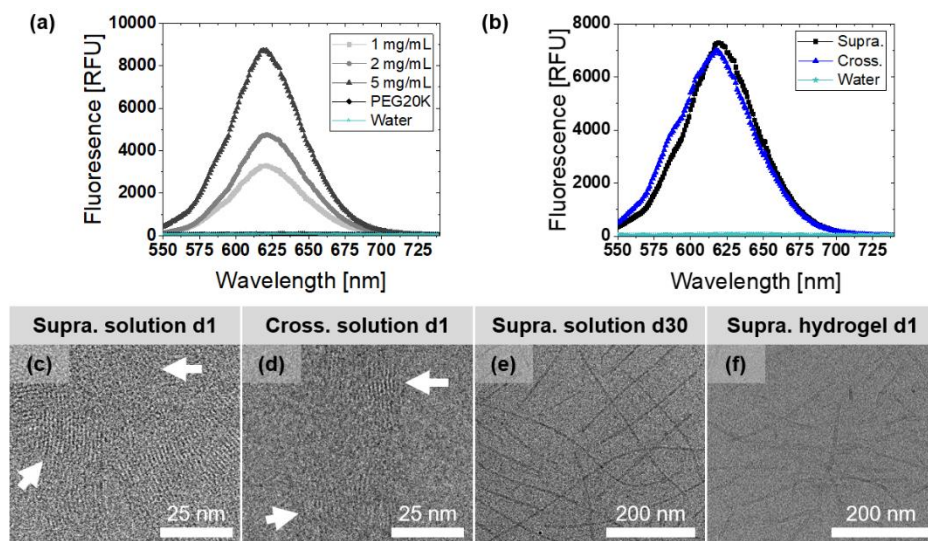 (a)
10000
8000
6000
4000
2000
0
550 575 600 625 650 675 700 725
Fluoresence [RFU]
Wavelength [nm]
1 mg/mL
2 mg/mL
5 mg/mL
PEG20K
Water
(b)
8000
6000
4000
2000
0
550 575 600 625 650 675 700 725
Fluorescence [RFU]
Wavelength [nm]
Supra.
Cross.
Water
Supra. solution d1
(c)
25 nm
Cross. solution d1
(d)
25 nm
Supra. solution d30
(e)
200 nm
Supra. hydrogel d1
(f)
200 nm